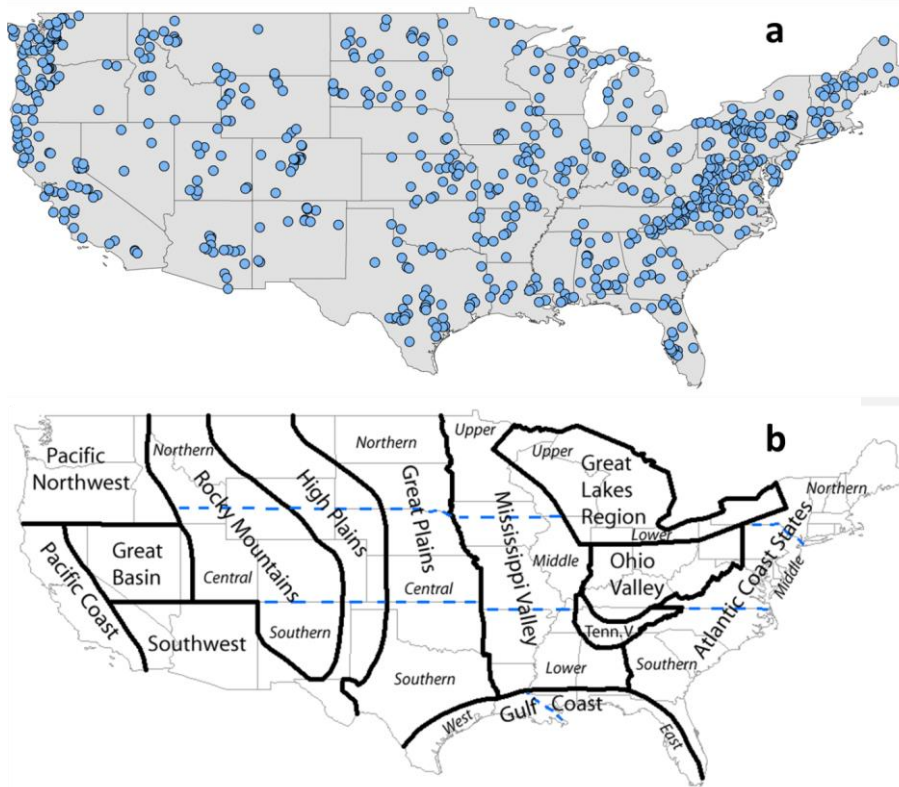 a
b
Pacific
Northwest
Northern
Rocky Mountains
High Plains
Northern
Great Plains
Upper
Mississippi Valley
Upper
Great
Lakes
Region
Lower
Northern
Atlantic Coast States
Middle
Pacific Coast
Great
Basin
Central
Central
Middle
Ohio
Valley
Southwest
Southern
Southern
Tenn. V.
Lower
Southern
West
Gulf Coast
East